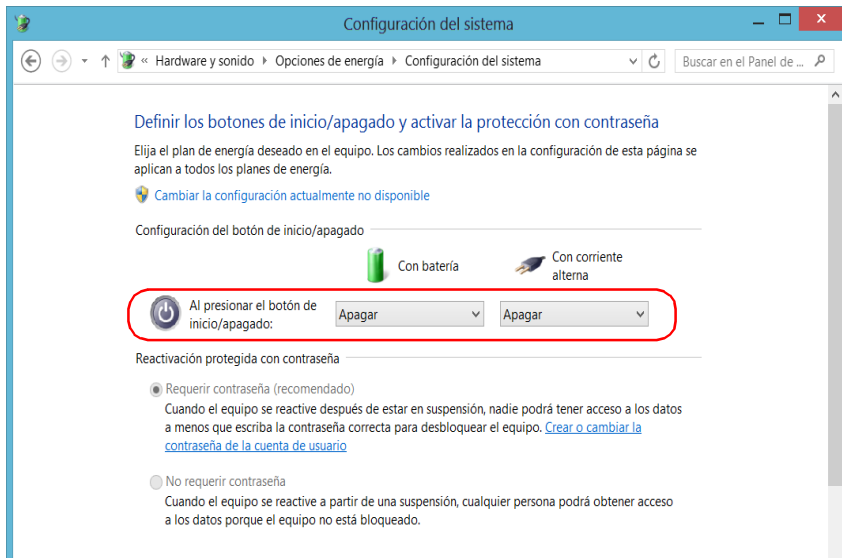 Configuración del sistema
« Hardware y sonido ▸ Opciones de energía ▸ Configuración del sistema
Buscar en el Panel de ...
Definir los botones de inicio/apagado y activar la protección con contraseña
Elija el plan de energía deseado en el equipo. Los cambios realizados en la configuración de esta página se
aplican a todos los planes de energía.
Cambiar la configuración actualmente no disponible
Configuración del botón de inicio/apagado
Con batería
Con corriente
alterna
Al presionar el botón de
inicio/apagado:
Apagar
Apagar
Reactivación protegida con contraseña
Requerir contraseña (recomendado)
Cuando el equipo se reactive después de estar en suspensión, nadie podrá tener acceso a los datos
a menos que escriba la contraseña correcta para desbloquear el equipo. Crear o cambiar la
contraseña de la cuenta de usuario
No requerir contraseña
Cuando el equipo se reactive a partir de una suspensión, cualquier persona podrá obtener acceso
a los datos porque el equipo no está bloqueado.